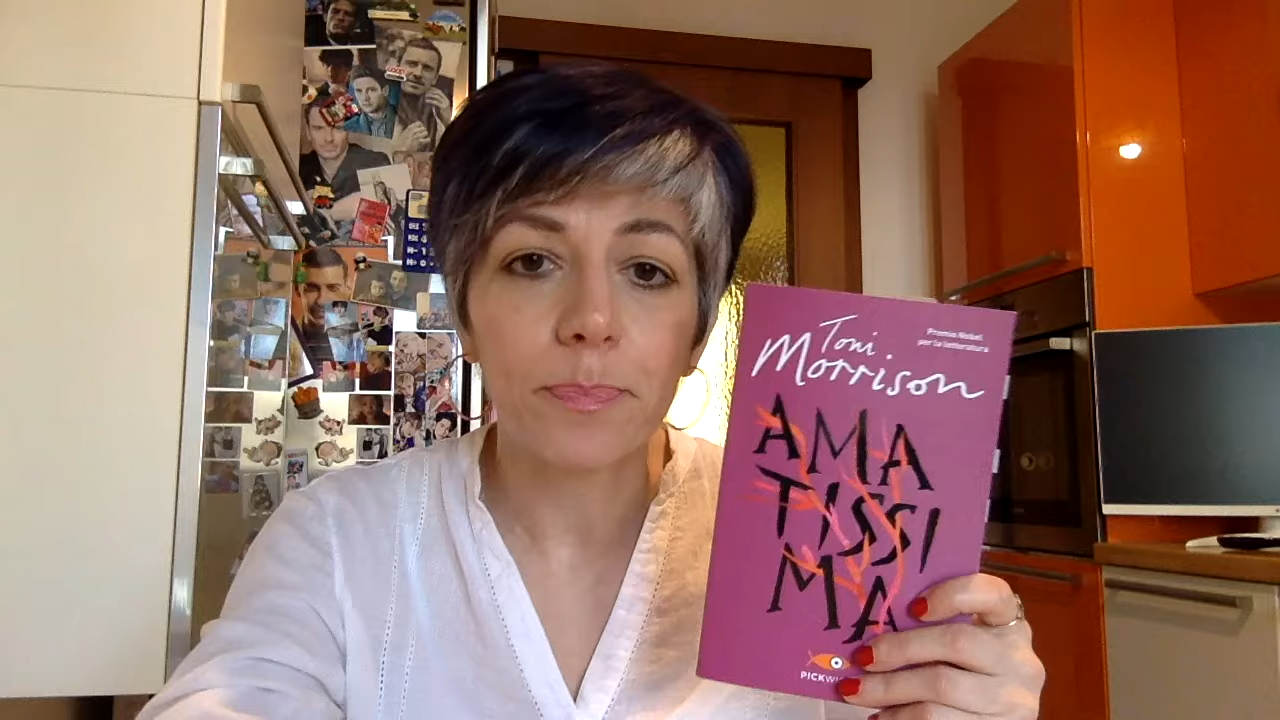 Toni
Morrison
Premio Nobel
per la letteratura
AMA
TISSI
MA